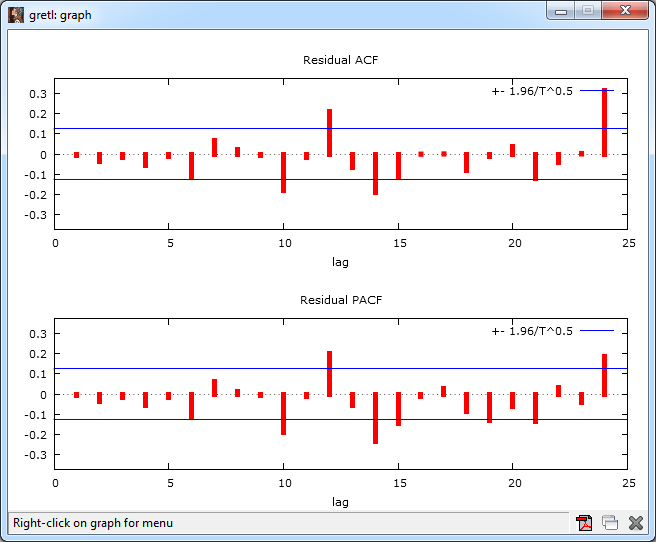 gretl: graph
Residual ACF
+- 1.96/T^0.5
0.3
0.2
0.1
0
-0.1
-0.2
-0.3
0 5 10 15 20 25
lag
Residual PACF
+- 1.96/T^0.5
0.3
0.2
0.1
0
-0.1
-0.2
-0.3
0 5 10 15 20 25
lag
Right-click on graph for menu